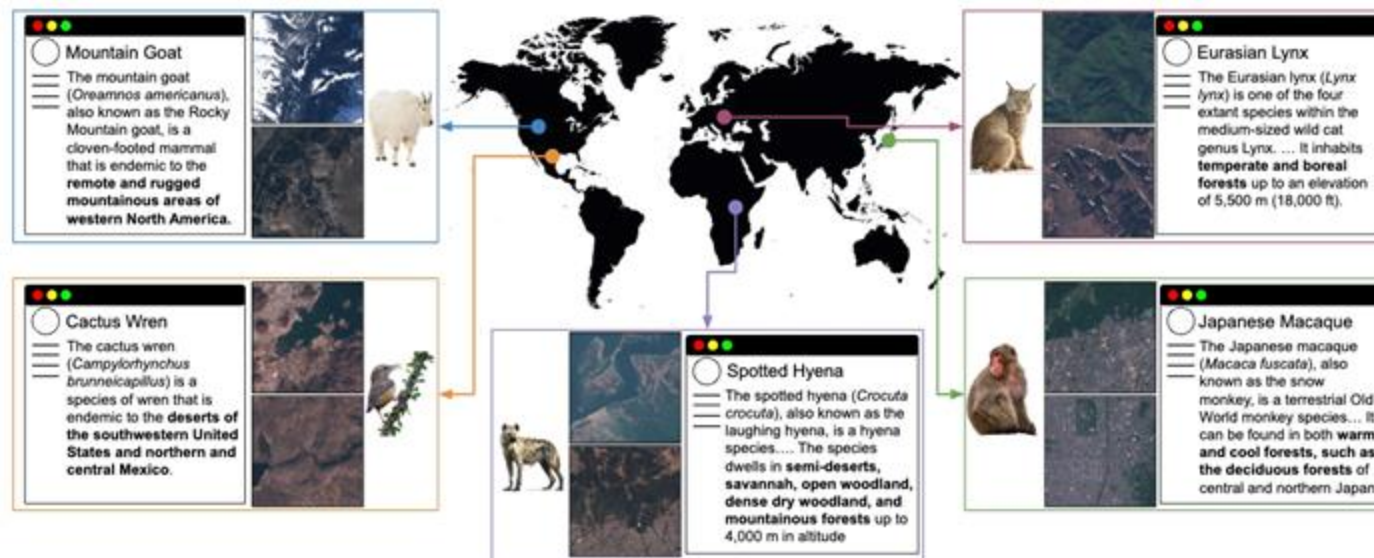 Mountain Goat
The mountain goat
(Oreamnos americanus),
also known as the Rocky
Mountain goat, is a
cloven-footed mammal
that is endemic to the
remote and rugged
mountainous areas of
western North America.
Eurasian Lynx
The Eurasian lynx (Lynx
lynx) is one of the four
extant species within the
medium-sized wild cat
genus Lynx. ... It inhabits
temperate and boreal
forests up to an elevation
of 5,500 m (18,000 ft).
Cactus Wren
The cactus wren
(Campylorhynchus
brunneicapillus) is a
species of wren that is
endemic to the deserts of
the southwestern United
States and northern and
central Mexico.
Spotted Hyena
The spotted hyena (Crocuta
crocuta), also known as the
laughing hyena, is a hyena
species.... The species
dwells in semi-deserts,
savannah, open woodland,
dense dry woodland, and
mountainous forests up to
4,000 m in altitude
Japanese Macaque
The Japanese macaque
(Macaca fuscata), also
known as the snow
monkey, is a terrestrial Old
World monkey species... It
can be found in both warm
and cool forests, such as
the deciduous forests of
central and northern Japan